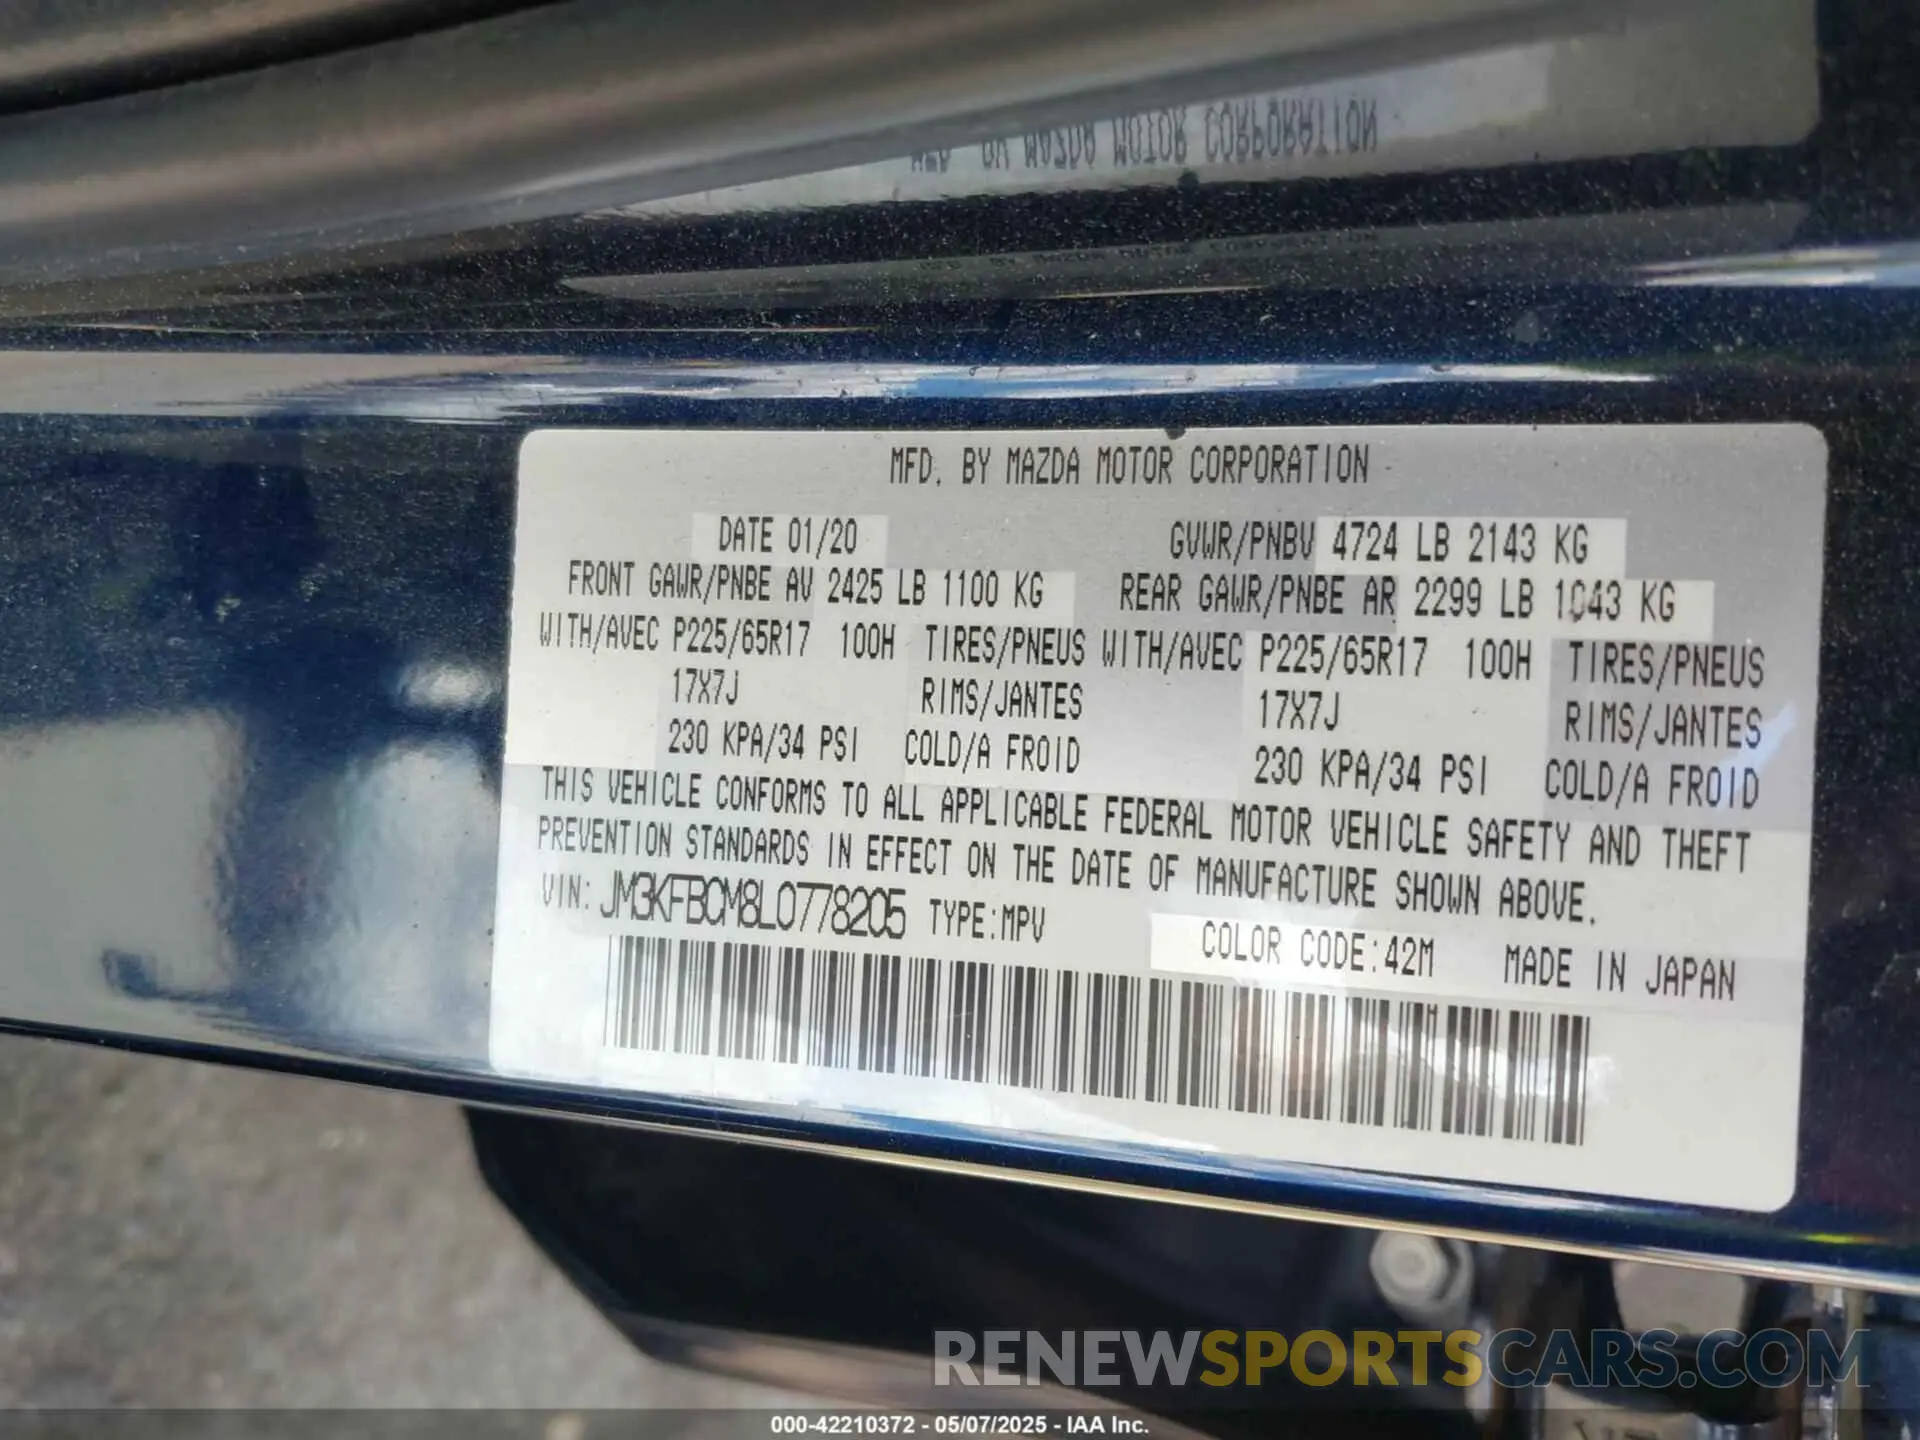 MFD. BY MAZDA MOTOR CORPORATION
DATE 01/20 GVWR/PNBV 4724 LB 2143 KG
FRONT GAWR/PNBE AV 2425 LB 1100 KG REAR GAWR/PNBE AR 2299 LB 1043 KG
WITH/AVEC P225/65R17 100H TIRES/PNEUS WITH/AVEC P225/65R17 100H TIRES/PNEUS
17X7J RIMS/JANTES 17X7J RIMS/JANTES
230 KPA/34 PSI COLD/A FROID 230 KPA/34 PSI COLD/A FROID
THIS VEHICLE CONFORMS TO ALL APPLICABLE FEDERAL MOTOR VEHICLE SAFETY AND THEFT
PREVENTION STANDARDS IN EFFECT ON THE DATE OF MANUFACTURE SHOWN ABOVE.
VIN: JM3KFBCM8L0778205 TYPE:MPV COLOR CODE:42M MADE IN JAPAN
RENEWSPORTSCARS.COM
000-42210372 - 05/07/2025 - IAA Inc.